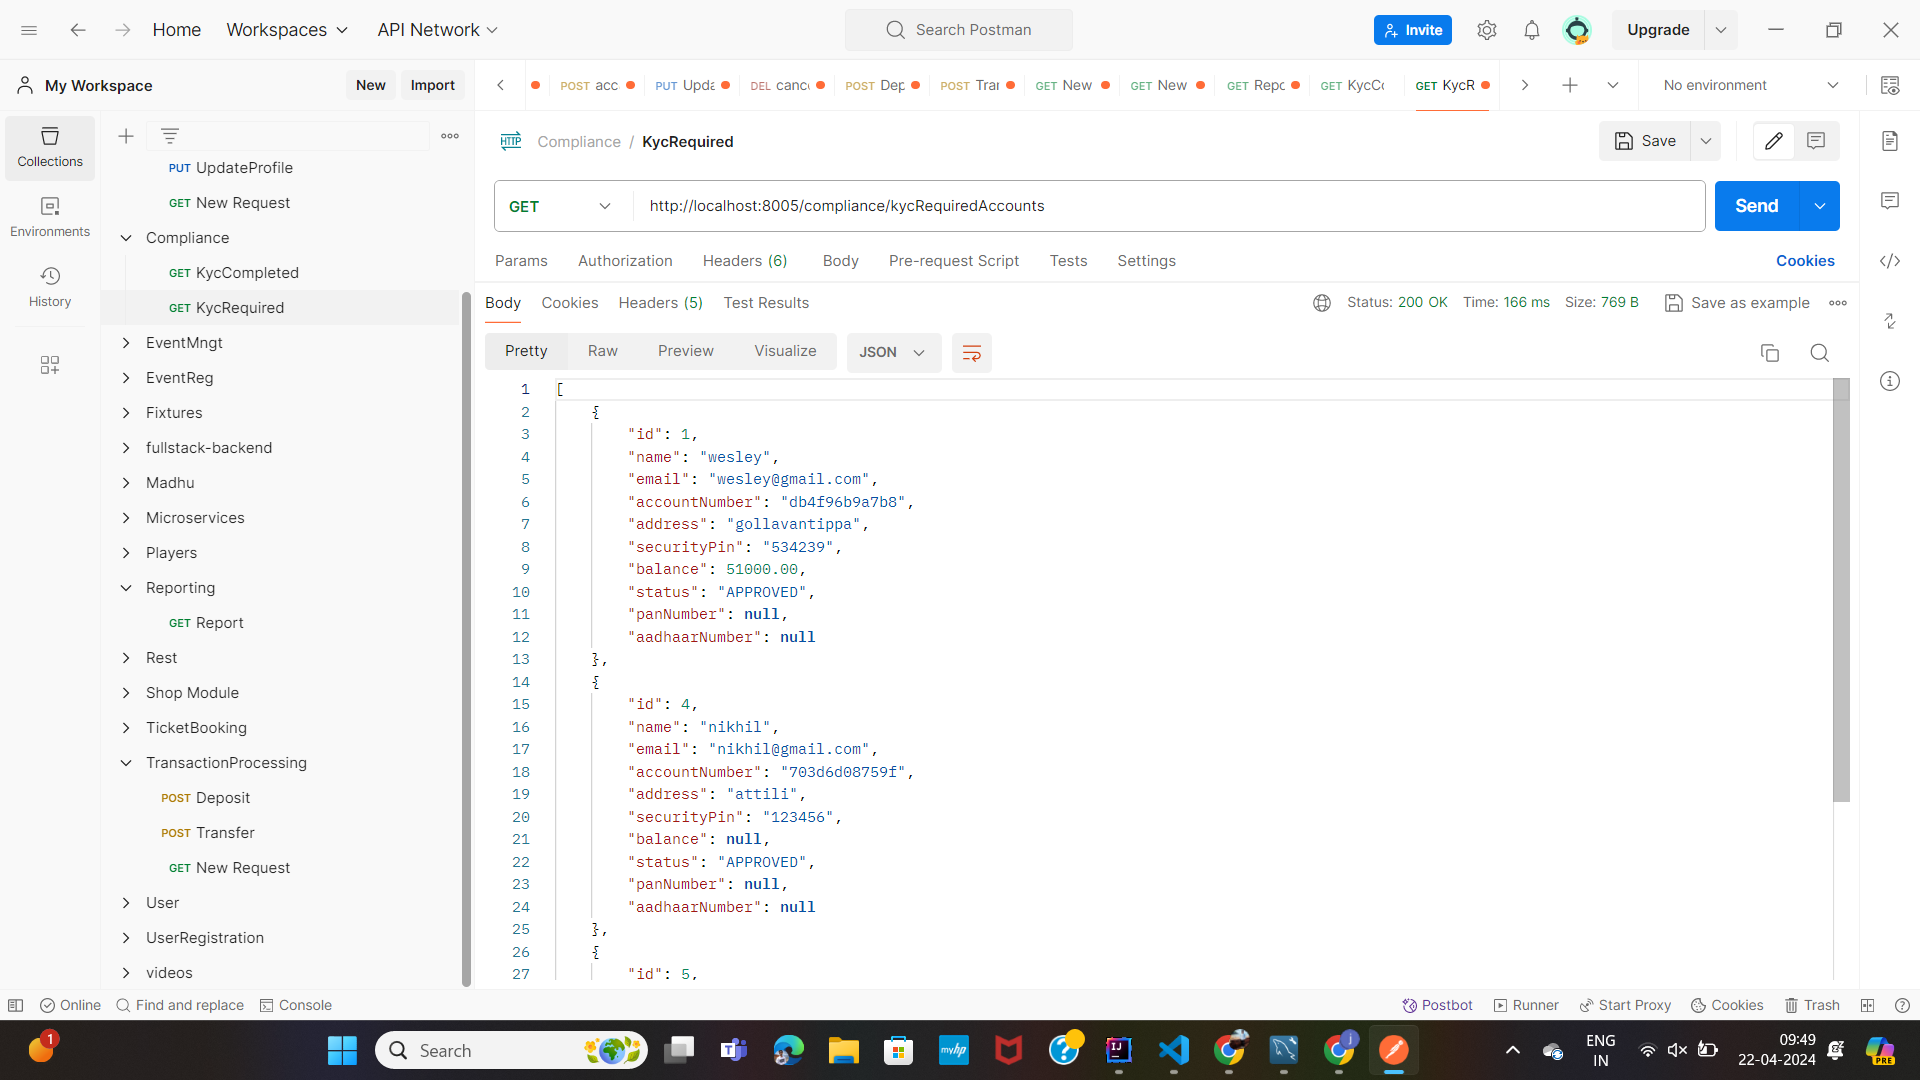 Home Workspaces API Network Search Postman Invite Upgrade
My Workspace New Import POST acc PUT Upda DEL canc POST Dep POST Tra GET New GET New GET Repo GET KycCo GET KycR No environment
Collections
Environments
History
PUT UpdateProfile
GET New Request
Compliance
GET KycCompleted
GET KycRequired
EventMngt
EventReg
Fixtures
fullstack-backend
Madhu
Microservices
Players
Reporting
GET Report
Rest
Shop Module
TicketBooking
TransactionProcessing
POST Deposit
POST Transfer
GET New Request
User
UserRegistration
videos
HTTP Compliance / KycRequired Save
GET http://localhost:8005/compliance/kycRequiredAccounts Send
Params Authorization Headers (6) Body Pre-request Script Tests Settings Cookies
Body Cookies Headers (5) Test Results Status: 200 OK Time: 166 ms Size: 769 B Save as example
Pretty Raw Preview Visualize JSON
1 [
2 {
3 "id": 1,
4 "name": "wesley",
5 "email": "wesley@gmail.com",
6 "accountNumber": "db4f96b9a7b8",
7 "address": "gollavantippa",
8 "securityPin": "534239",
9 "balance": 51000.00,
10 "status": "APPROVED",
11 "panNumber": null,
12 "aadhaarNumber": null
13 },
14 {
15 "id": 4,
16 "name": "nikhil",
17 "email": "nikhil@gmail.com",
18 "accountNumber": "703d6d08759f",
19 "address": "attili",
20 "securityPin": "123456",
21 "balance": null,
22 "status": "APPROVED",
23 "panNumber": null,
24 "aadhaarNumber": null
25 },
26 {
27 "id": 5,
Online Find and replace Console Postbot Runner Start Proxy Cookies Trash
1 Search myhp IJ j ENG IN 09:49 22-04-2024 PRE